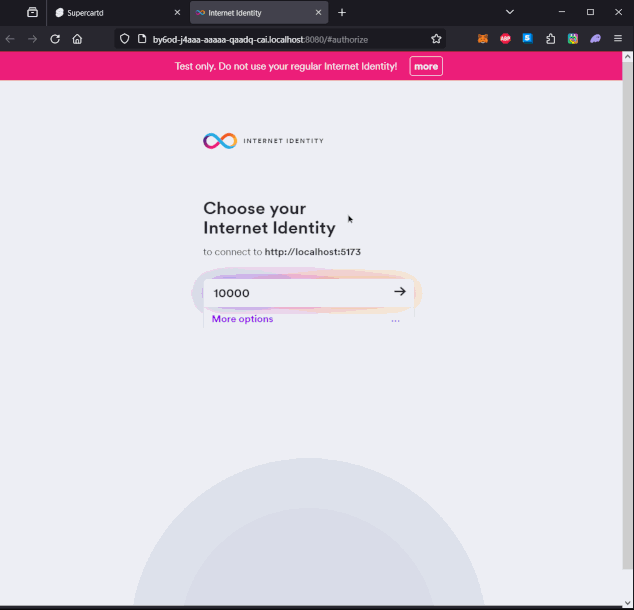 Supercartd
Internet Identity
by6od-j4aaa-aaaaa-qaadq-cai.localhost:8080/#authorize
ABP
S
Test only. Do not use your regular Internet Identity!
more
INTERNET IDENTITY
Choose your
Internet Identity
to connect to http://localhost:5173
10000
More options
...